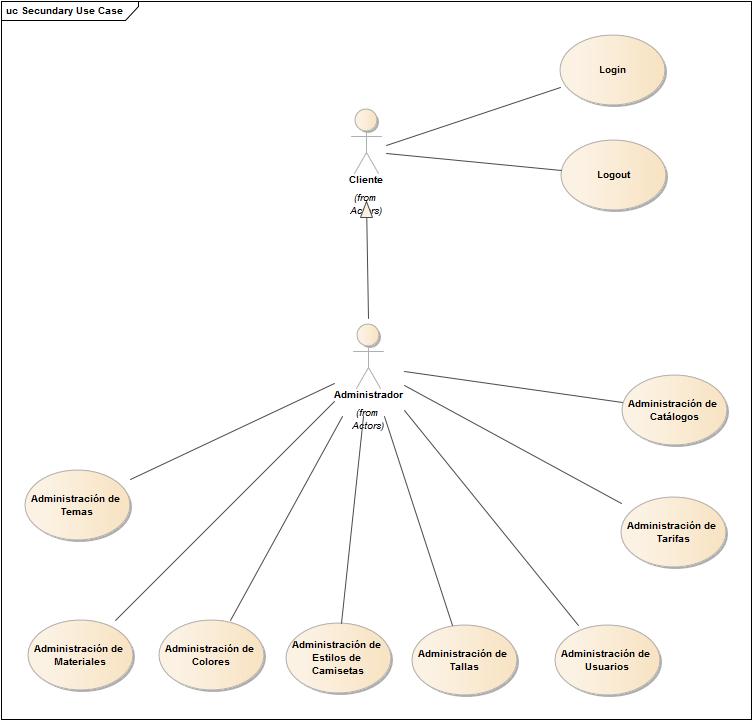 uc Secundary Use Case
Login
Logout
Cliente
(from
Actors)
Administrador
(from
Actors)
Administración de
Catálogos
Administración de
Tarifas
Administración de
Temas
Administración de
Materiales
Administración de
Colores
Administración de
Estilos de
Camisetas
Administración de
Tallas
Administración de
Usuarios